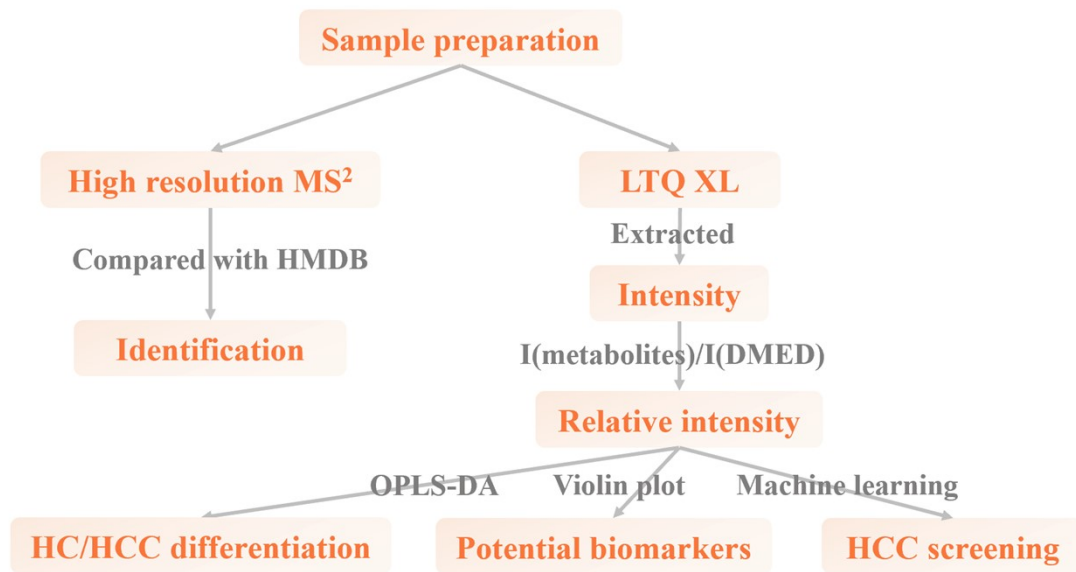 Sample preparation
High resolution MS²
LTQ XL
Extracted
Compared with HMDB
Intensity
Identification
I(metabolites)/I(DMED)
Relative intensity
OPLS-DA
Violin plot
Machine learning
HC/HCC differentiation
Potential biomarkers
HCC screening